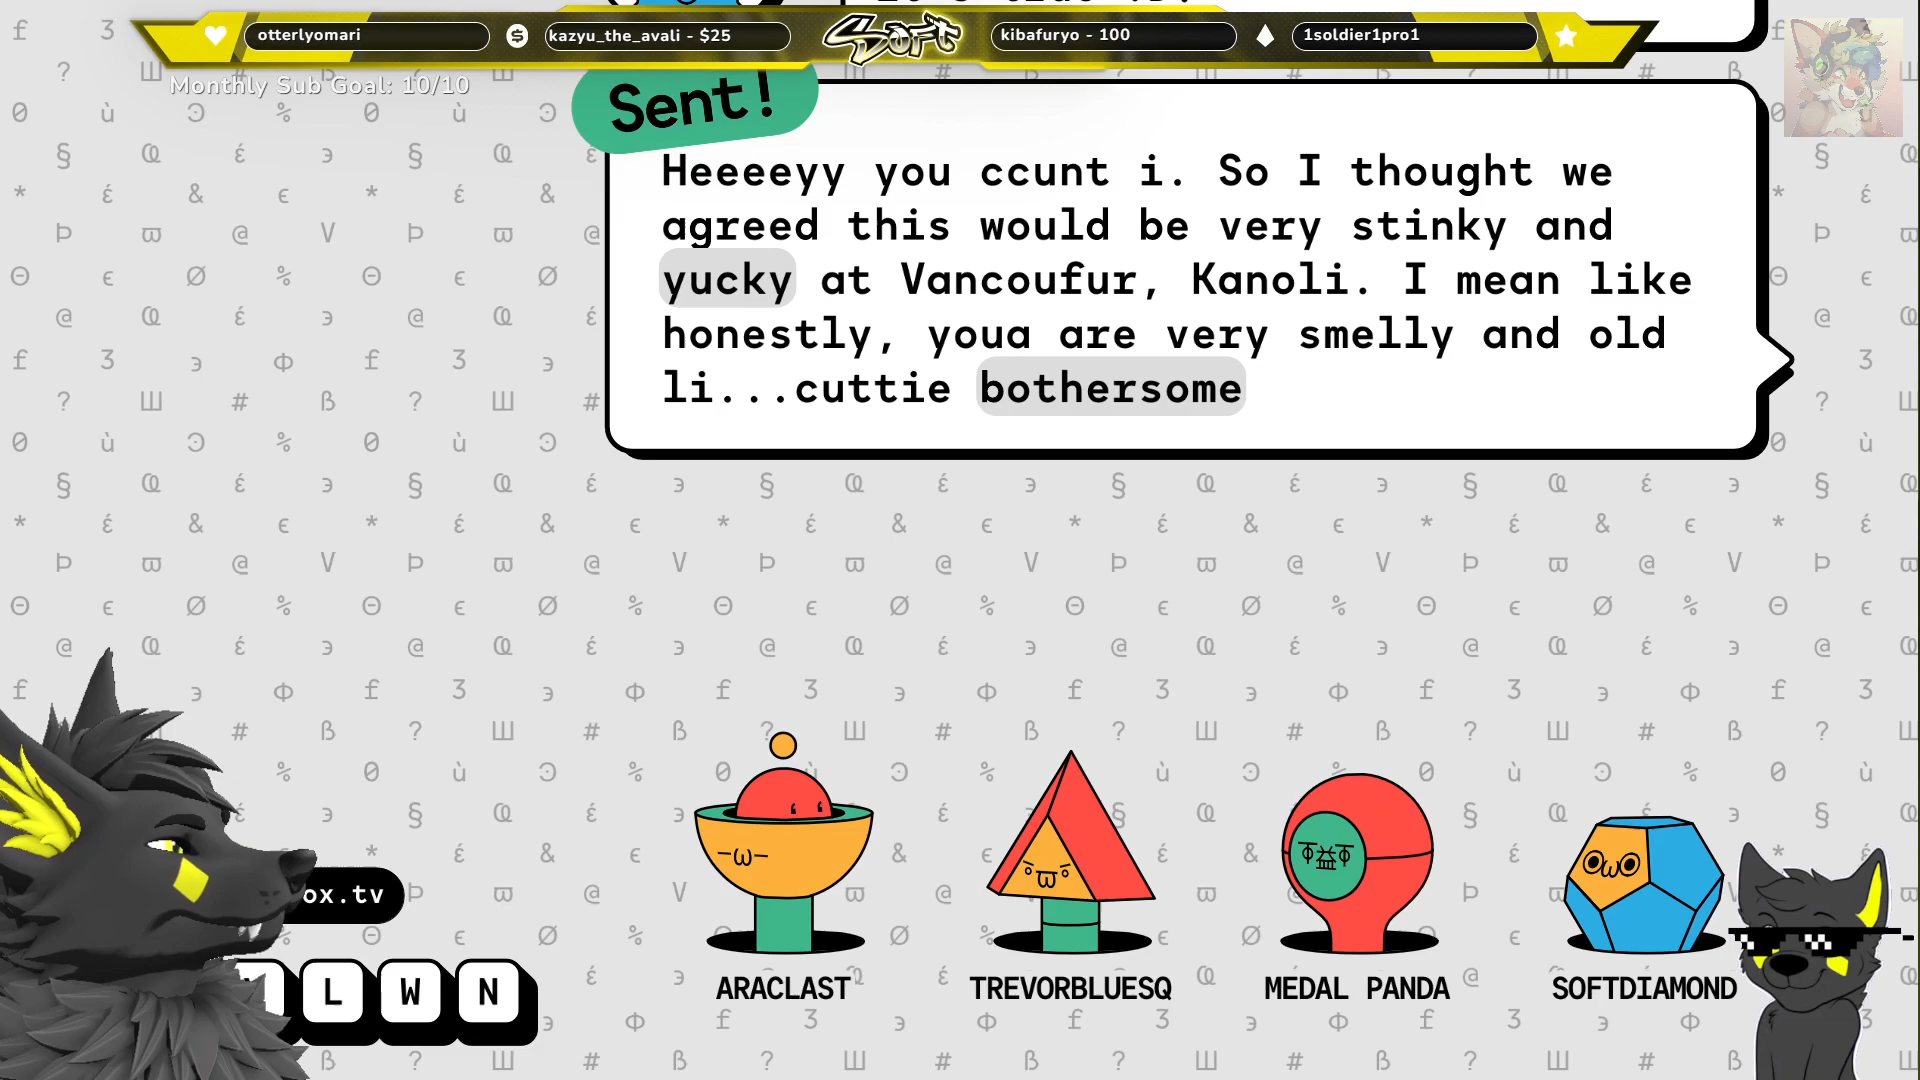 otterlyomari
kazyu_the_avali - $25
Soft
kibafuryo - 100
1soldier1pro1
Monthly Sub Goal: 10/10
Sent!
Heeeeyy you ccunt i. So I thought we
agreed this would be very stinky and
yucky at Vancoufur, Kanoli. I mean like
honestly, youa are very smelly and old
li...cuttie bothersome
ox.tv
L W N
ARACLAST
TREVORBLUESQ
MEDAL PANDA
SOFTDIAMOND